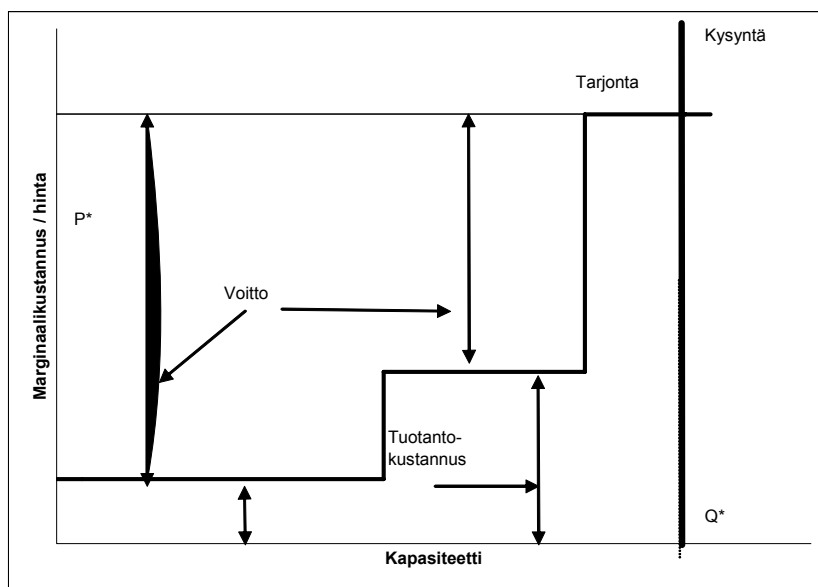 Kysyntä
Tarjonta
P*
Marginaalikustannus / hinta
Voitto
Tuotanto-
kustannus
Q*
Kapasiteetti